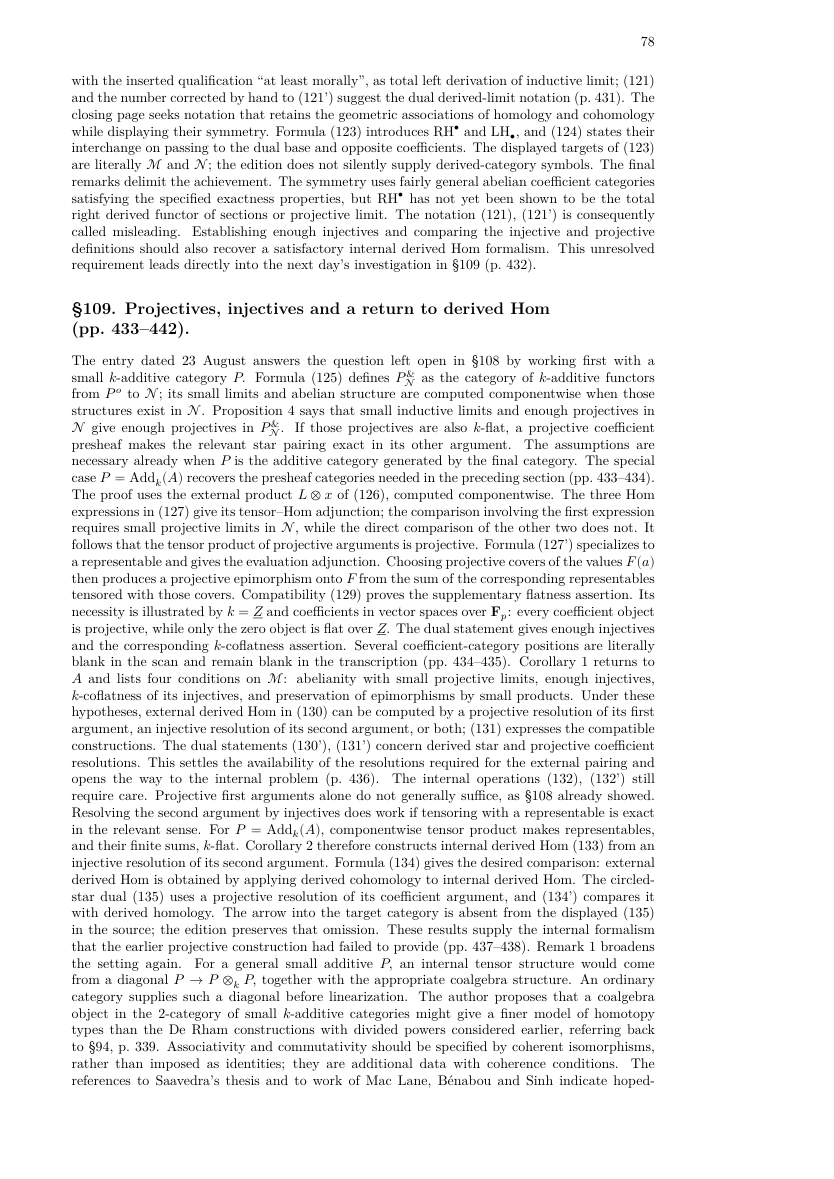 78
with the inserted qualification “at least morally”, as total left derivation of inductive limit; (121)
and the number corrected by hand to (121’) suggest the dual derived-limit notation (p. 431). The
closing page seeks notation that retains the geometric associations of homology and cohomology
while displaying their symmetry. Formula (123) introduces RH• and LH•, and (124) states their
interchange on passing to the dual base and opposite coefficients. The displayed targets of (123)
are literally ℳ and 𝒩; the edition does not silently supply derived-category symbols. The final
remarks delimit the achievement. The symmetry uses fairly general abelian coefficient categories
satisfying the specified exactness properties, but RH• has not yet been shown to be the total
right derived functor of sections or projective limit. The notation (121), (121’) is consequently
called misleading. Establishing enough injectives and comparing the injective and projective
definitions should also recover a satisfactory internal derived Hom formalism. This unresolved
requirement leads directly into the next day’s investigation in §109 (p. 432).
§109. Projectives, injectives and a return to derived Hom
(pp. 433–442).
The entry dated 23 August answers the question left open in §108 by working first with a
small k-additive category P. Formula (125) defines P&𝒩 as the category of k-additive functors
from Pᵒ to 𝒩; its small limits and abelian structure are computed componentwise when those
structures exist in 𝒩. Proposition 4 says that small inductive limits and enough projectives in
𝒩 give enough projectives in P&𝒩. If those projectives are also k-flat, a projective coefficient
presheaf makes the relevant star pairing exact in its other argument. The assumptions are
necessary already when P is the additive category generated by the final category. The special
case P = Addₖ(A) recovers the presheaf categories needed in the preceding section (pp. 433–434).
The proof uses the external product L ⊗ x of (126), computed componentwise. The three Hom
expressions in (127) give its tensor–Hom adjunction; the comparison involving the first expression
requires small projective limits in 𝒩, while the direct comparison of the other two does not. It
follows that the tensor product of projective arguments is projective. Formula (127’) specializes to
a representable and gives the evaluation adjunction. Choosing projective covers of the values F(a)
then produces a projective epimorphism onto F from the sum of the corresponding representables
tensored with those covers. Compatibility (129) proves the supplementary flatness assertion. Its
necessity is illustrated by k = Z and coefficients in vector spaces over Fₚ: every coefficient object
is projective, while only the zero object is flat over Z. The dual statement gives enough injectives
and the corresponding k-coflatness assertion. Several coefficient-category positions are literally
blank in the scan and remain blank in the transcription (pp. 434–435). Corollary 1 returns to
A and lists four conditions on ℳ: abelianity with small projective limits, enough injectives,
k-coflatness of its injectives, and preservation of epimorphisms by small products. Under these
hypotheses, external derived Hom in (130) can be computed by a projective resolution of its first
argument, an injective resolution of its second argument, or both; (131) expresses the compatible
constructions. The dual statements (130’), (131’) concern derived star and projective coefficient
resolutions. This settles the availability of the resolutions required for the external pairing and
opens the way to the internal problem (p. 436). The internal operations (132), (132’) still
require care. Projective first arguments alone do not generally suffice, as §108 already showed.
Resolving the second argument by injectives does work if tensoring with a representable is exact
in the relevant sense. For P = Addₖ(A), componentwise tensor product makes representables,
and their finite sums, k-flat. Corollary 2 therefore constructs internal derived Hom (133) from an
injective resolution of its second argument. Formula (134) gives the desired comparison: external
derived Hom is obtained by applying derived cohomology to internal derived Hom. The circled-
star dual (135) uses a projective resolution of its coefficient argument, and (134’) compares it
with derived homology. The arrow into the target category is absent from the displayed (135)
in the source; the edition preserves that omission. These results supply the internal formalism
that the earlier projective construction had failed to provide (pp. 437–438). Remark 1 broadens
the setting again. For a general small additive P, an internal tensor structure would come
from a diagonal P → P ⊗ₖ P, together with the appropriate coalgebra structure. An ordinary
category supplies such a diagonal before linearization. The author proposes that a coalgebra
object in the 2-category of small k-additive categories might give a finer model of homotopy
types than the De Rham constructions with divided powers considered earlier, referring back
to §94, p. 339. Associativity and commutativity should be specified by coherent isomorphisms,
rather than imposed as identities; they are additional data with coherence conditions. The
references to Saavedra’s thesis and to work of Mac Lane, Bénabou and Sinh indicate hoped-